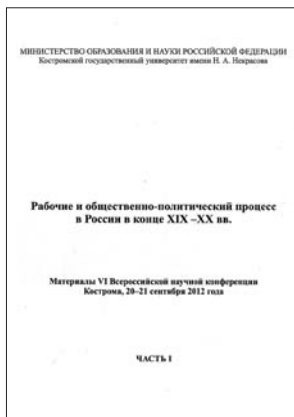 МИНИСТЕРСТВО ОБРАЗОВАНИЯ И НАУКИ РОССИЙСКОЙ ФЕДЕРАЦИИ
Костромской государственный университет имени Н. А. Некрасова
Рабочие и общественно-политический процесс
в России в конце XIX –XX вв.
Материалы VI Всероссийской научной конференции
Кострома, 20–21 сентября 2012 года
ЧАСТЬ I